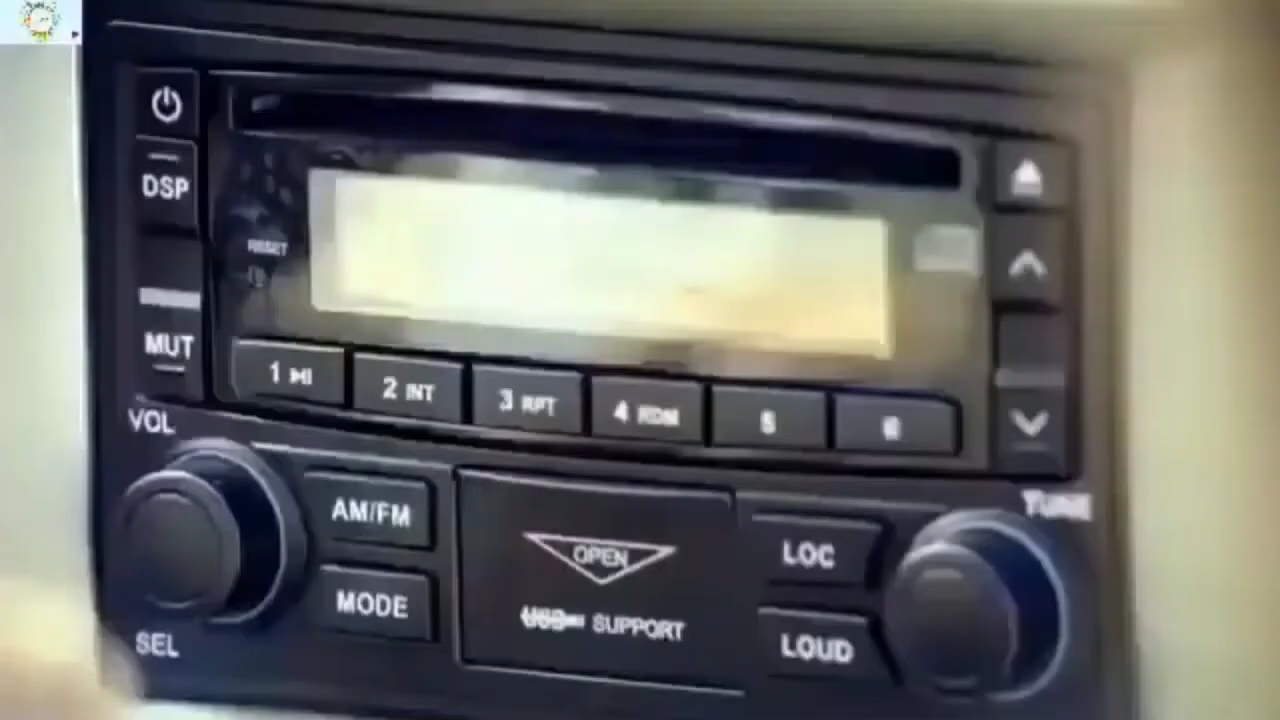 DSP
RESET
MUT
1
2 INT
3 RPT
4 RDM
5
VOL
TUNE
AM/FM
OPEN
LOC
MODE
USB SUPPORT
LOUD
SEL